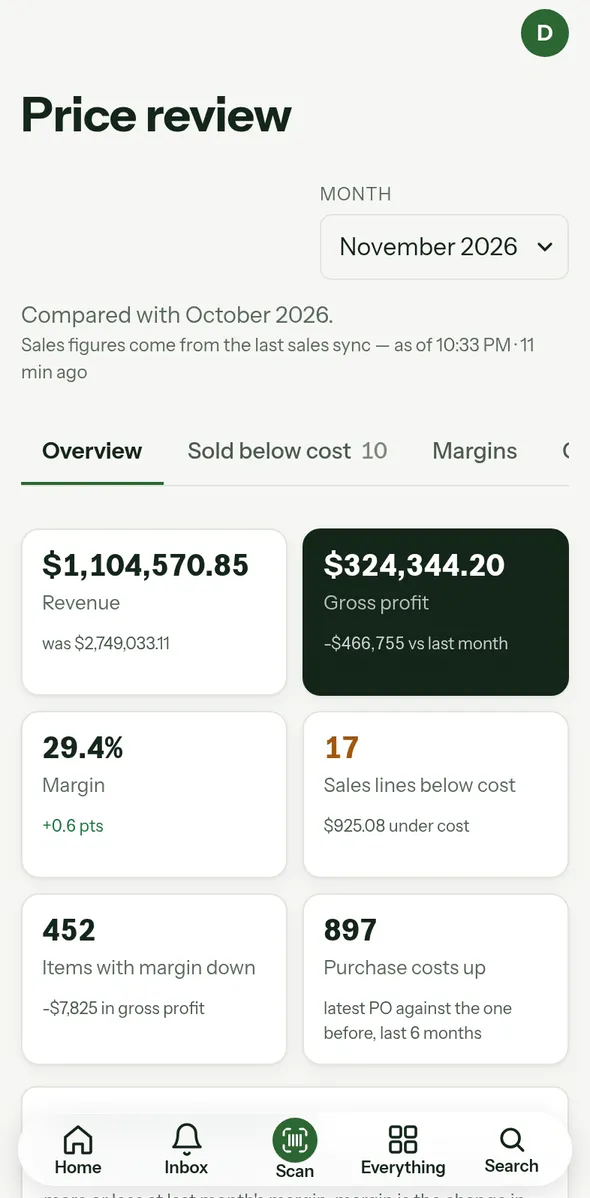 D
Price review
MONTH
November 2026
Compared with October 2026.
Sales figures come from the last sales sync — as of 10:33 PM · 11
min ago
Overview
Sold below cost 10
Margins
$1,104,570.85
Revenue
was $2,749,033.11
$324,344.20
Gross profit
-$466,755 vs last month
29.4%
Margin
+0.6 pts
17
Sales lines below cost
$925.08 under cost
452
Items with margin down
-$7,825 in gross profit
897
Purchase costs up
latest PO against the one
before, last 6 months
Home
Inbox
Scan
Everything
Search